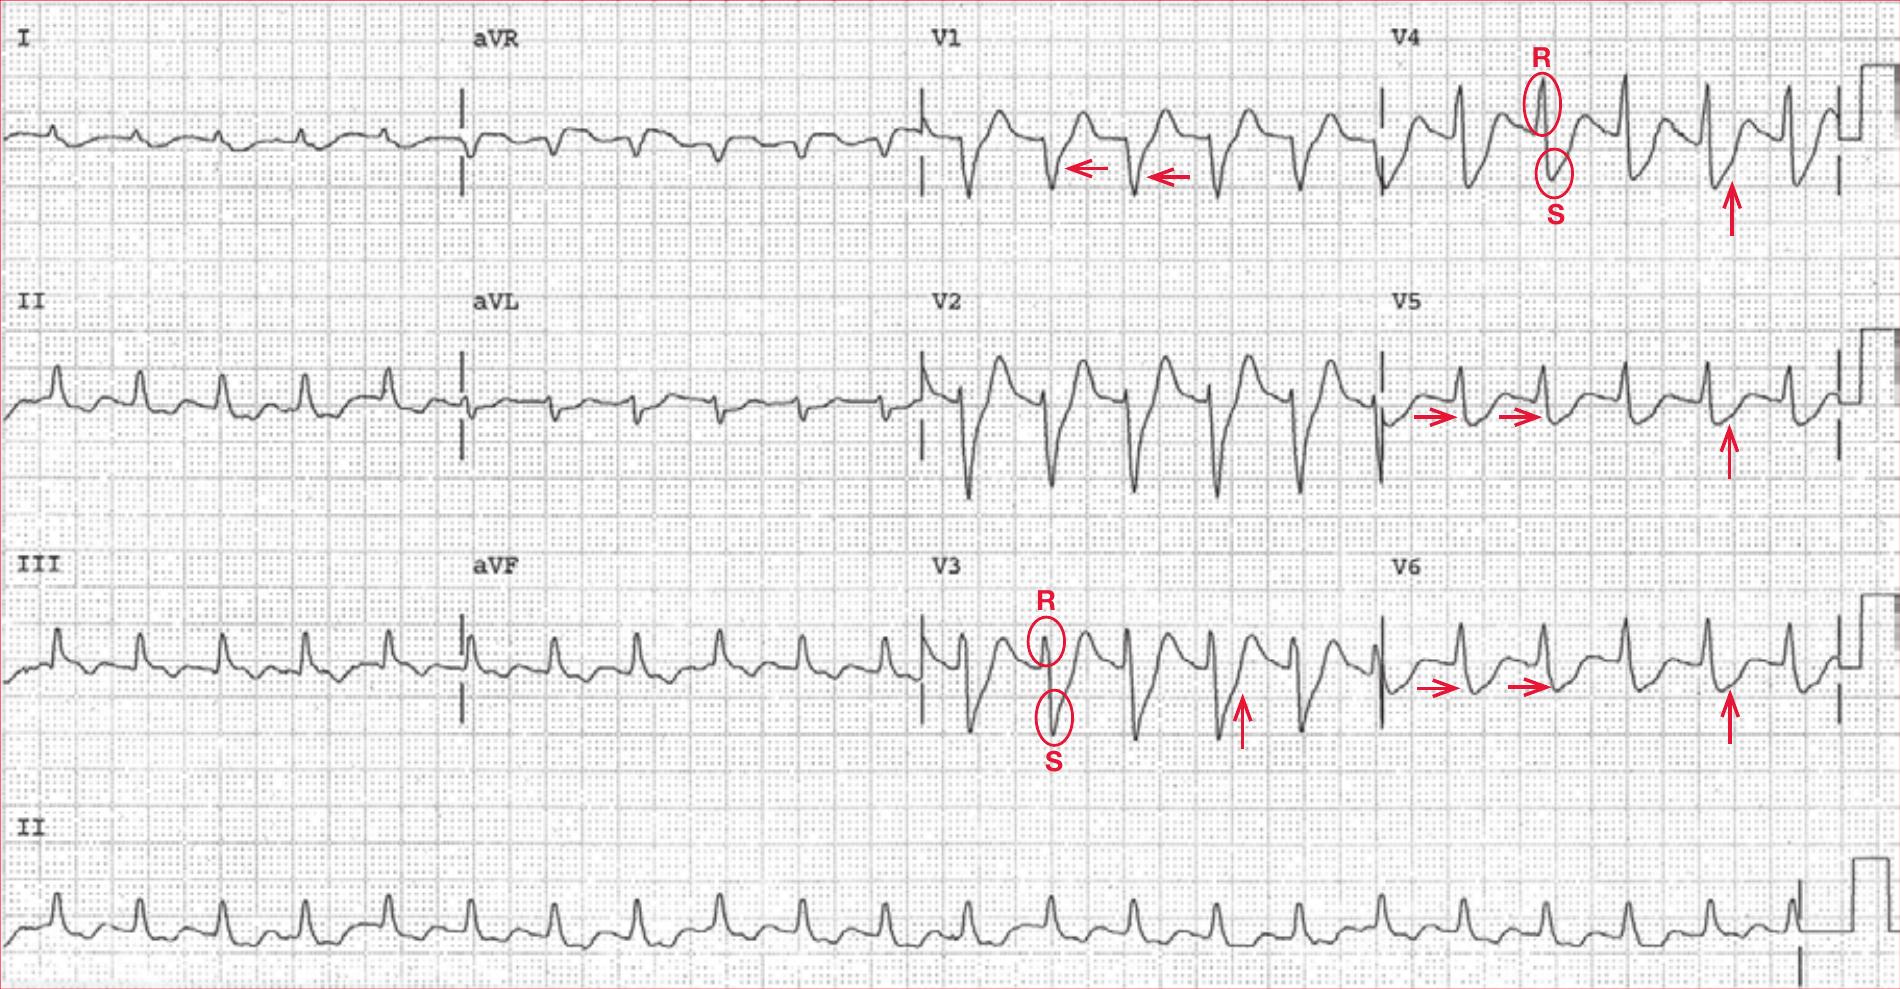 I aVR V1 V4
R
S
II aVL V2 V5
III aVF V3 V6
R
S
II